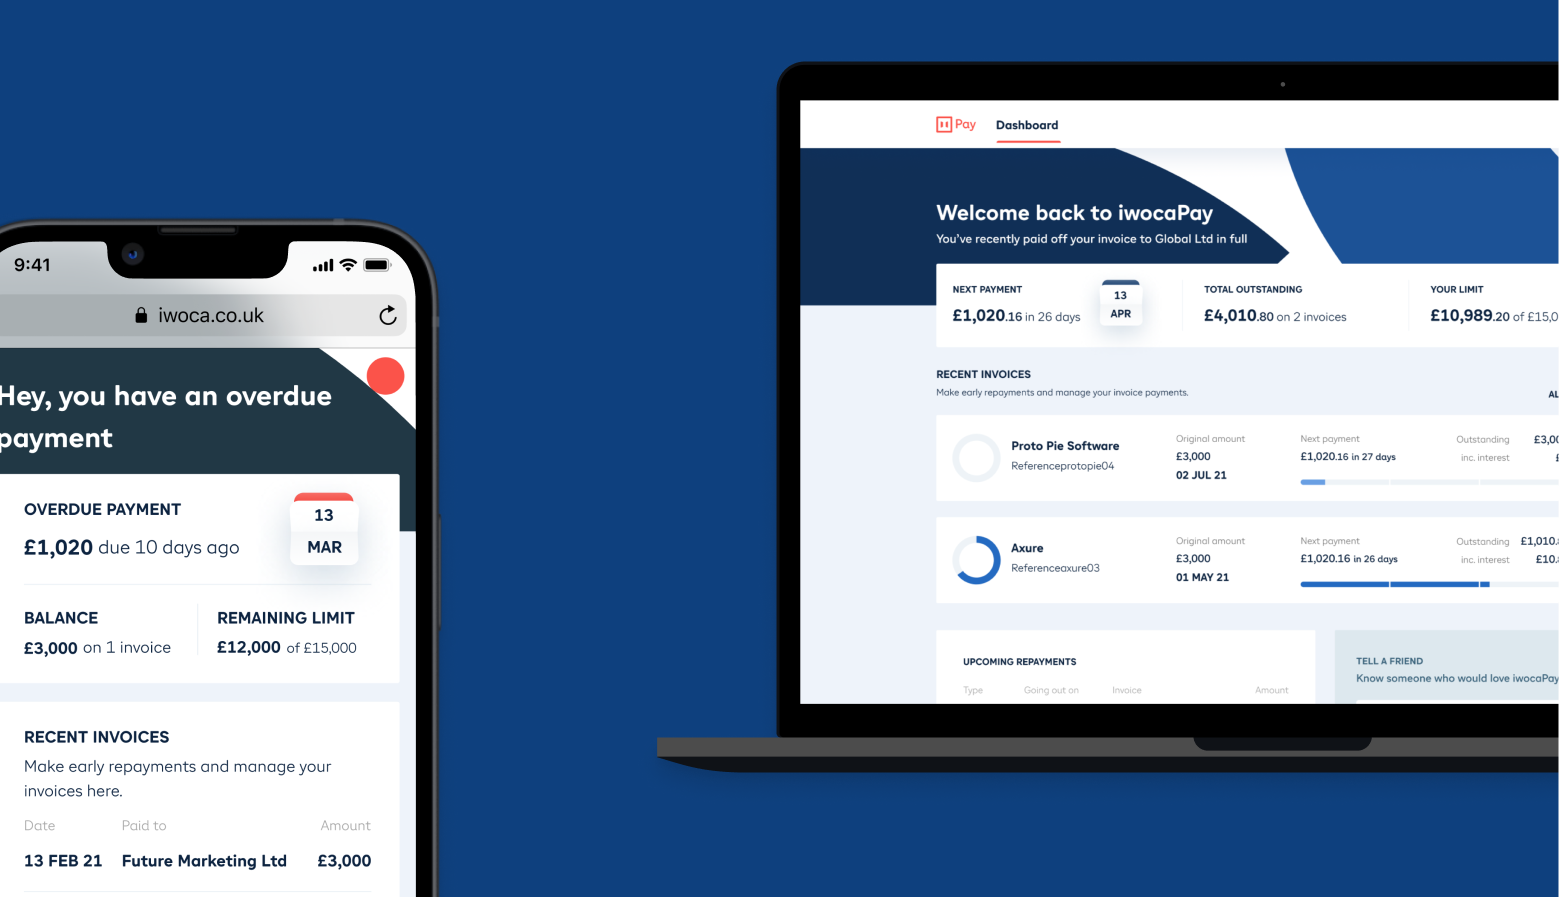 9:41
iwoca.co.uk
Hey, you have an overdue
payment
OVERDUE PAYMENT
£1,020 due 10 days ago
13
MAR
BALANCE
£3,000 on 1 invoice
REMAINING LIMIT
£12,000 of £15,000
RECENT INVOICES
Make early repayments and manage your
invoices here.
Date Paid to Amount
13 FEB 21 Future Marketing Ltd £3,000
Pay Dashboard
Welcome back to iwocaPay
You’ve recently paid off your invoice to Global Ltd in full
NEXT PAYMENT
£1,020.16 in 26 days
13
APR
TOTAL OUTSTANDING
£4,010.80 on 2 invoices
YOUR LIMIT
£10,989.20 of £15,0
RECENT INVOICES
Make early repayments and manage your invoice payments.
AL
Proto Pie Software
Referenceprotopie04
Original amount
£3,000
02 JUL 21
Next payment
£1,020.16 in 27 days
Outstanding £3,00
inc. interest £
Axure
Referenceaxure03
Original amount
£3,000
01 MAY 21
Next payment
£1,020.16 in 26 days
Outstanding £1,010.
inc. interest £10.
UPCOMING REPAYMENTS
Type Going out on Invoice Amount
TELL A FRIEND
Know someone who would love iwocaPay